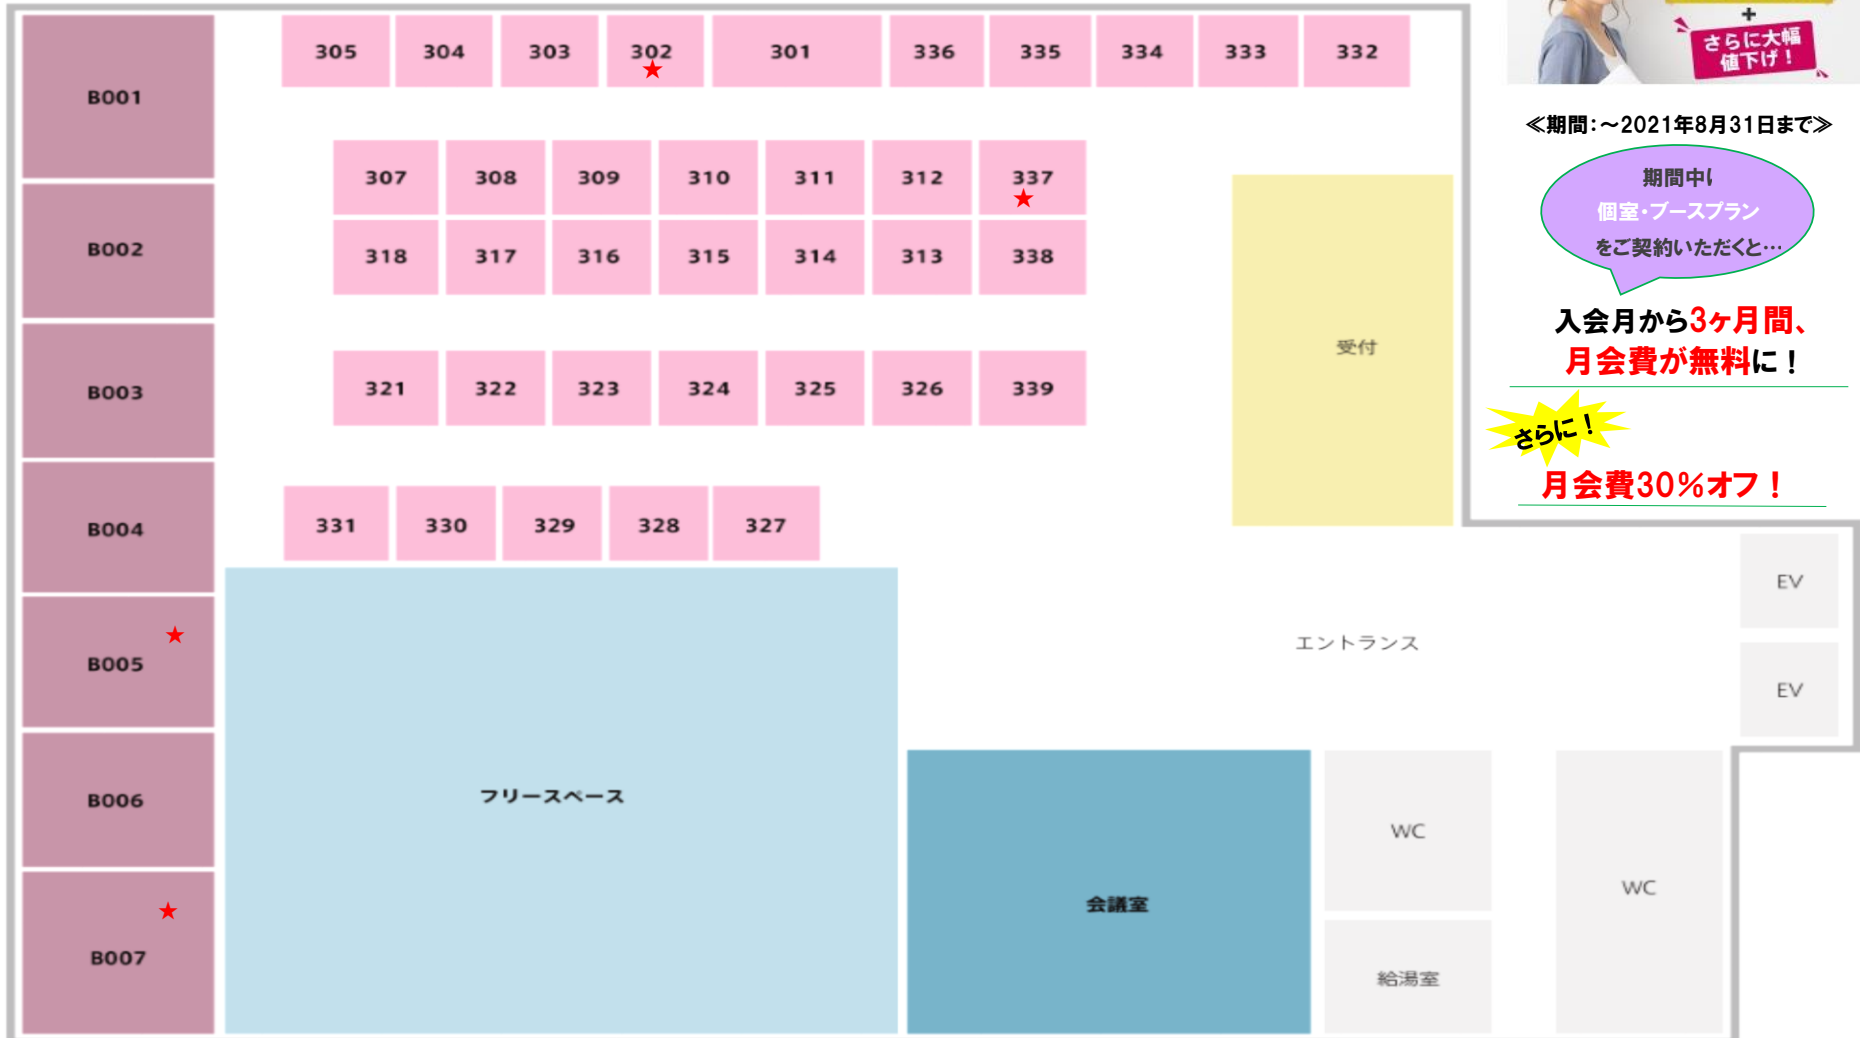 B001
B002
B003
B004
B005
B006
B007
305 304 303 302 301 336 335 334 333 332
★
307 308 309 310 311 312 337
★
318 317 316 315 314 313 338
321 322 323 324 325 326 339
331 330 329 328 327
★
★
フリースペース
会議室
受付
エントランス
WC
給湯室
WC
EV
EV
+
さらに大幅
値下げ！
≪期間：～2021年8月31日まで≫
期間中に
個室・ブースプラン
をご契約いただくと…
入会月から3ヶ月間、
月会費が無料に！
さらに！
月会費30％オフ！